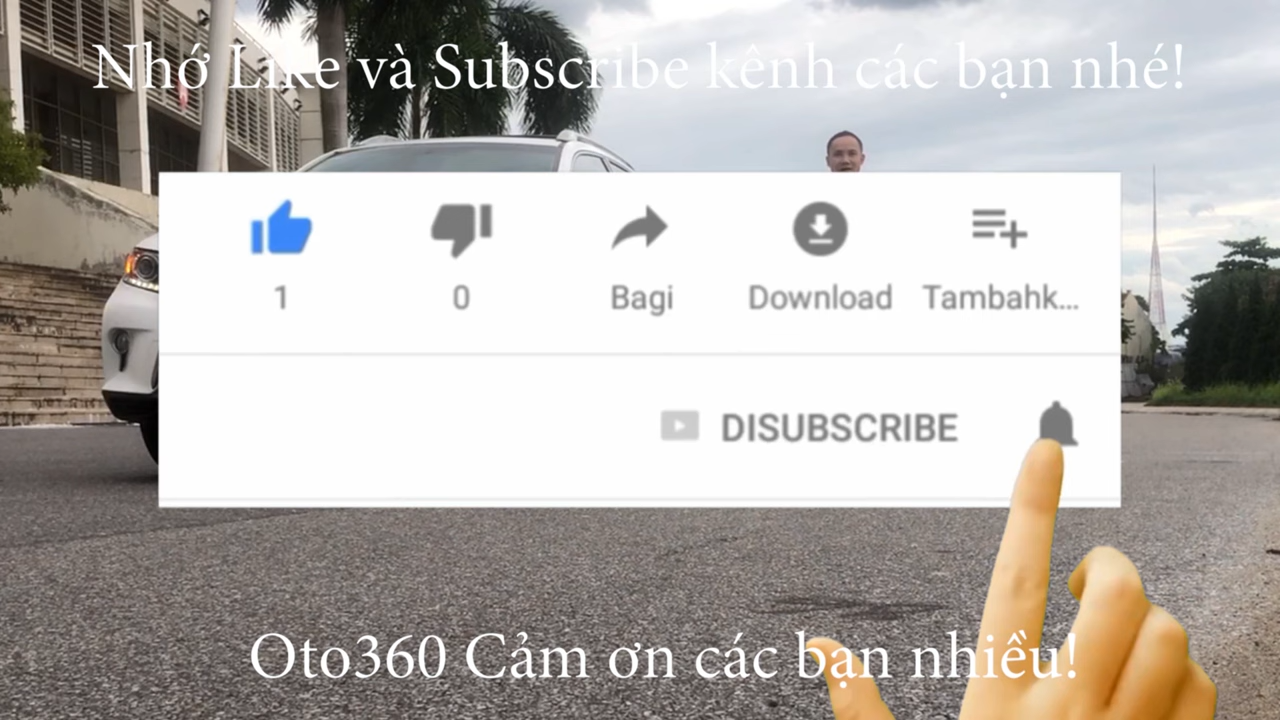 Nhớ Like và Subscribe kênh các bạn nhé!
1 0 Bagi Download Tambahk...
DISUBSCRIBE
Oto360 Cảm ơn các bạn nhiều!